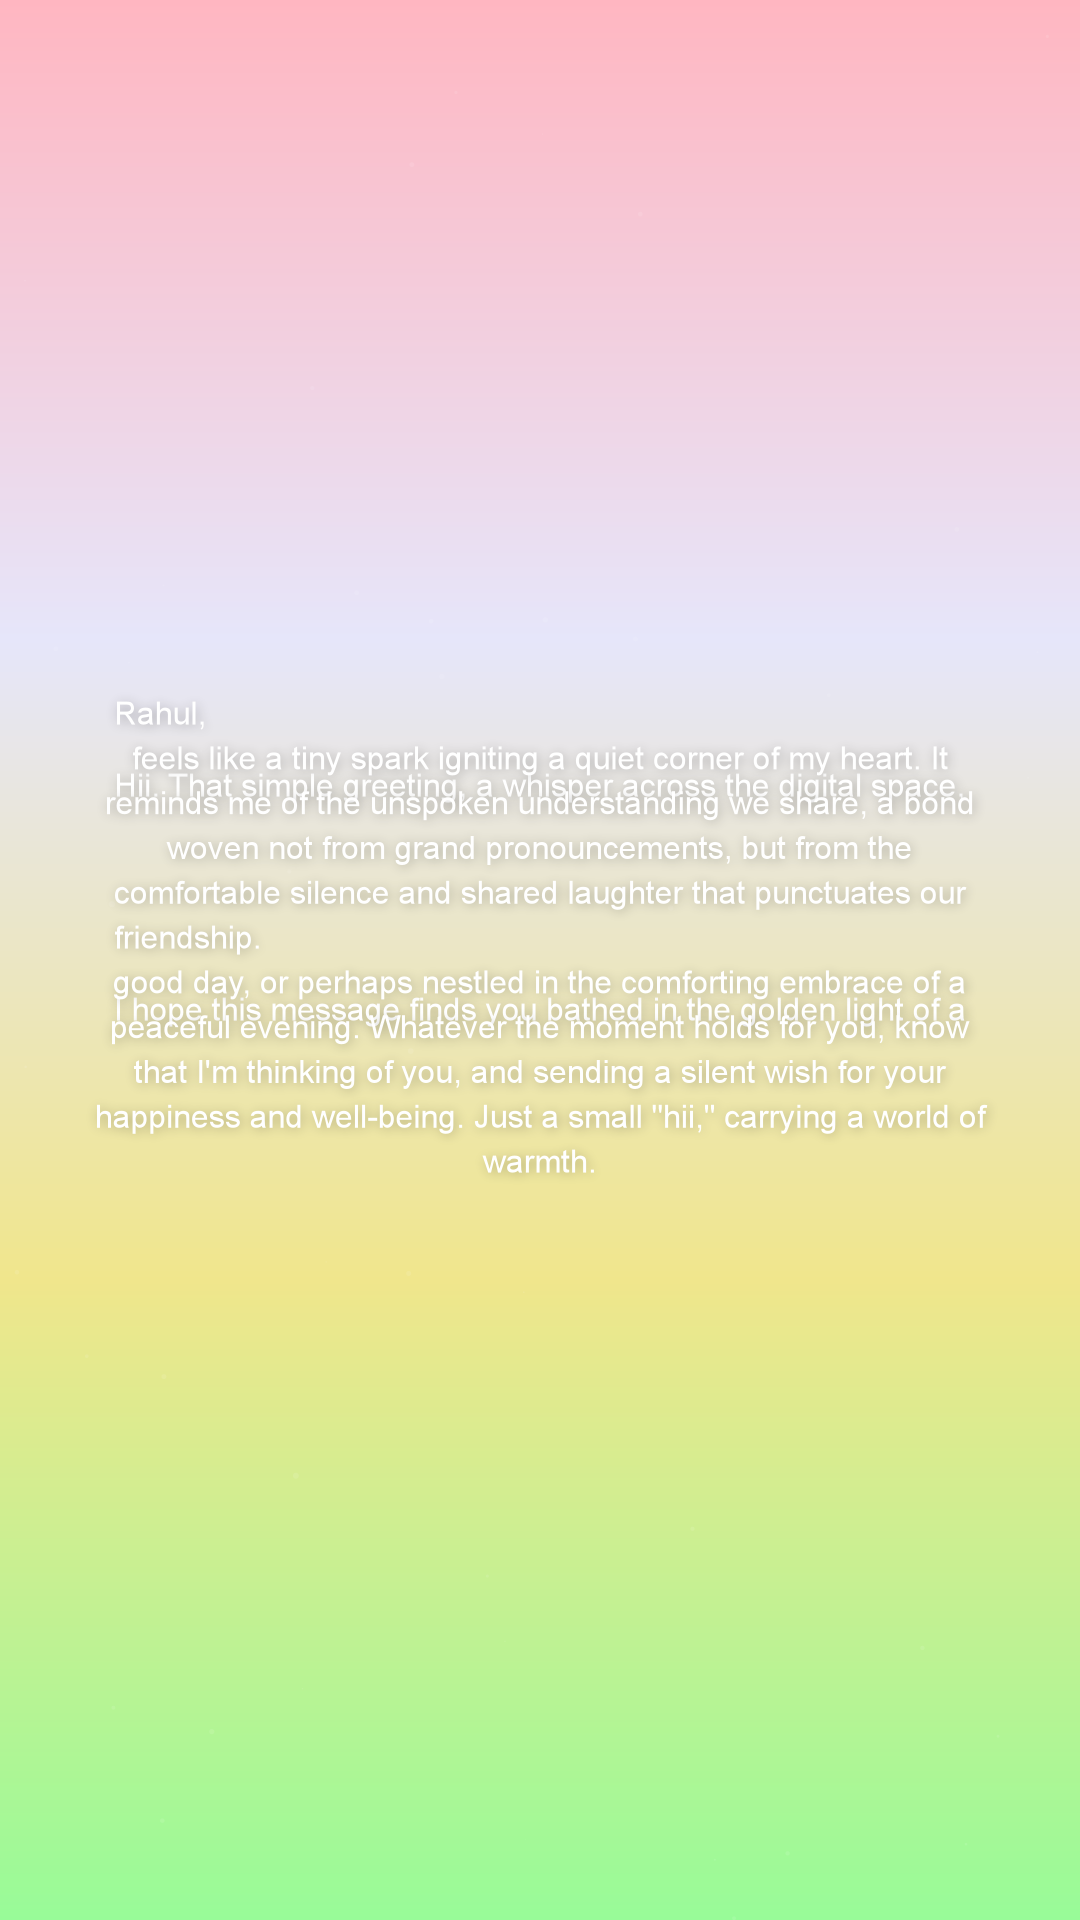 Rahul,
Hii. That simple greeting, a whisper across the digital space,
feels like a tiny spark igniting a quiet corner of my heart. It
reminds me of the unspoken understanding we share, a bond
woven not from grand pronouncements, but from the
comfortable silence and shared laughter that punctuates our
friendship.
I hope this message finds you bathed in the golden light of a
good day, or perhaps nestled in the comforting embrace of a
peaceful evening. Whatever the moment holds for you, know
that I'm thinking of you, and sending a silent wish for your
happiness and well-being. Just a small "hii," carrying a world of
warmth.